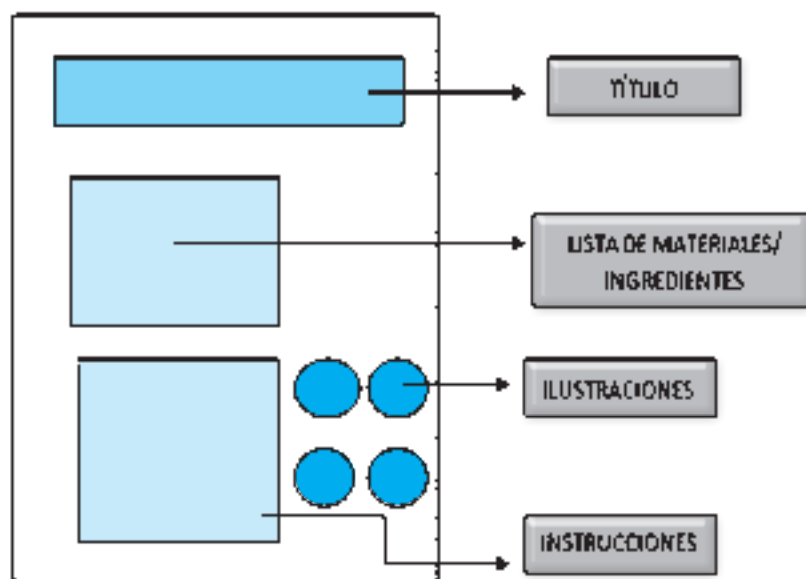 TÍTULO
LISTA DE MATERIALES/
INGREDIENTES
ILUSTRACIONES
INSTRUCCIONES